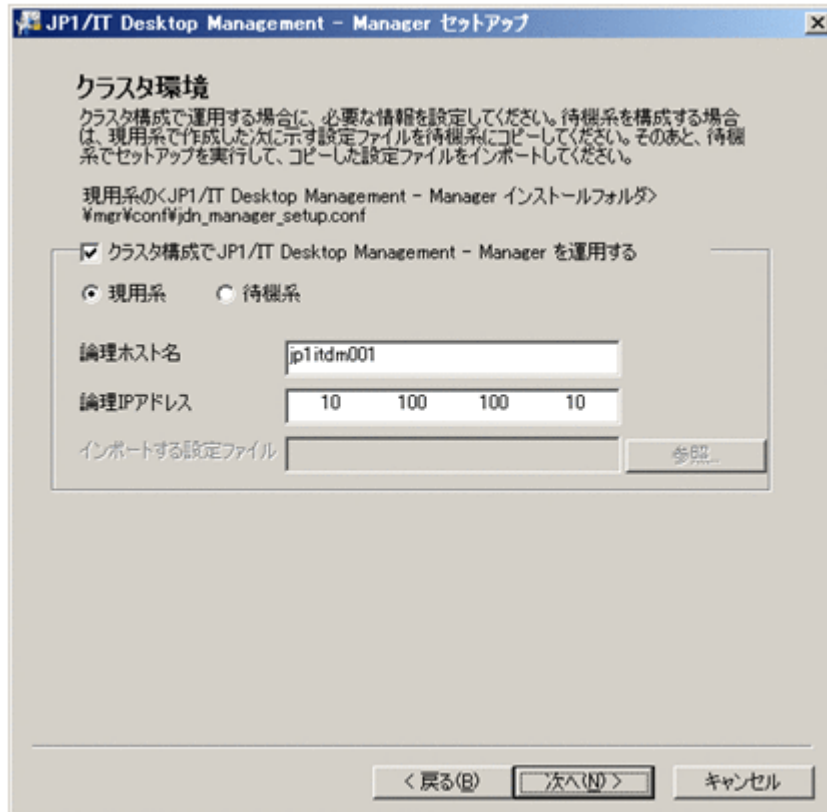 JP1/IT Desktop Management - Manager セットアップ
クラスタ環境
クラスタ構成で運用する場合に、必要な情報を設定してください。待機系を構成する場合
は、現用系で作成した次に示す設定ファイルを待機系にコピーしてください。そのあと、待機
系でセットアップを実行して、コピーした設定ファイルをインポートしてください。
現用系の<JP1/IT Desktop Management - Manager インストールフォルダ>
¥mgr¥conf¥jdn_manager_setup.conf
クラスタ構成でJP1/IT Desktop Management - Manager を運用する
現用系 待機系
論理ホスト名 jp1itdm001
論理IPアドレス 10 100 100 10
インポートする設定ファイル 参照...
< 戻る(B) 次へ(N) > キャンセル